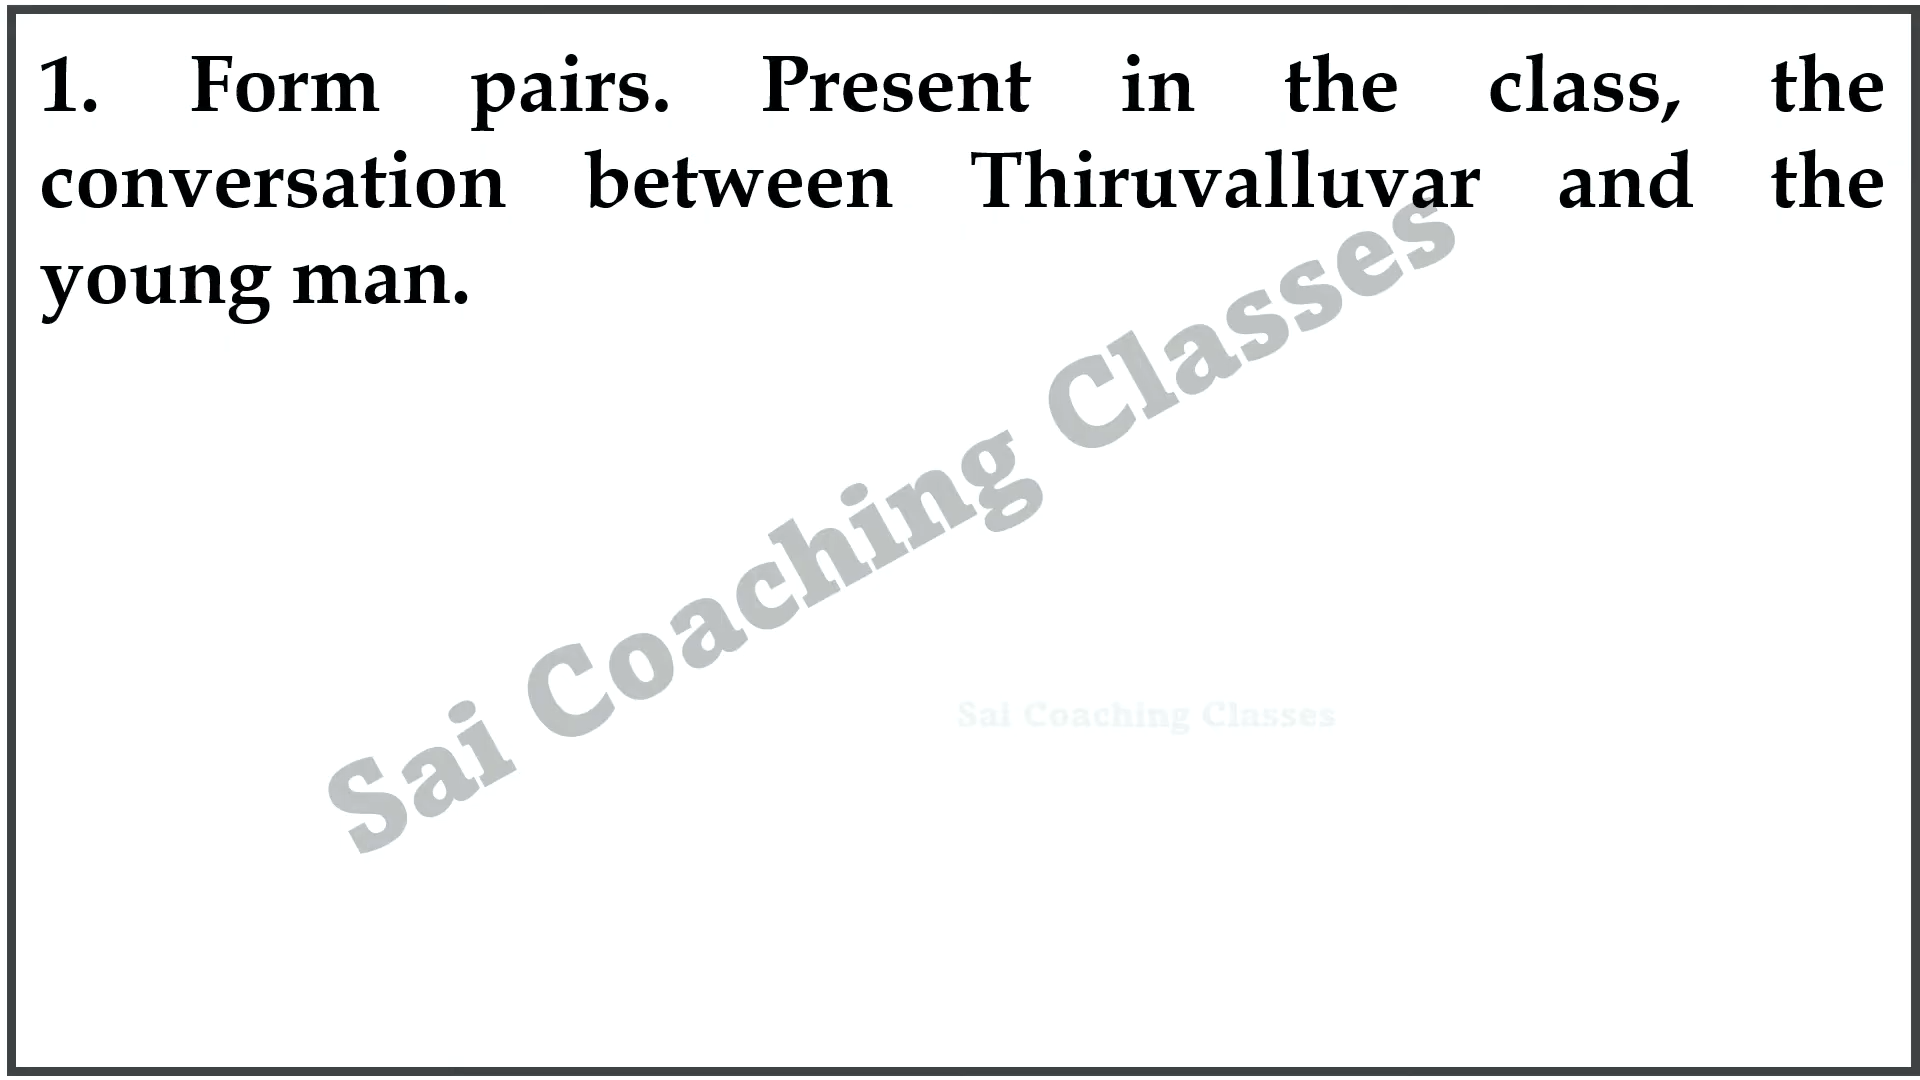 1. Form pairs. Present in the class, the
conversation between Thiruvalluvar and the
young man.
Sai Coaching Classes
Sai Coaching Classes